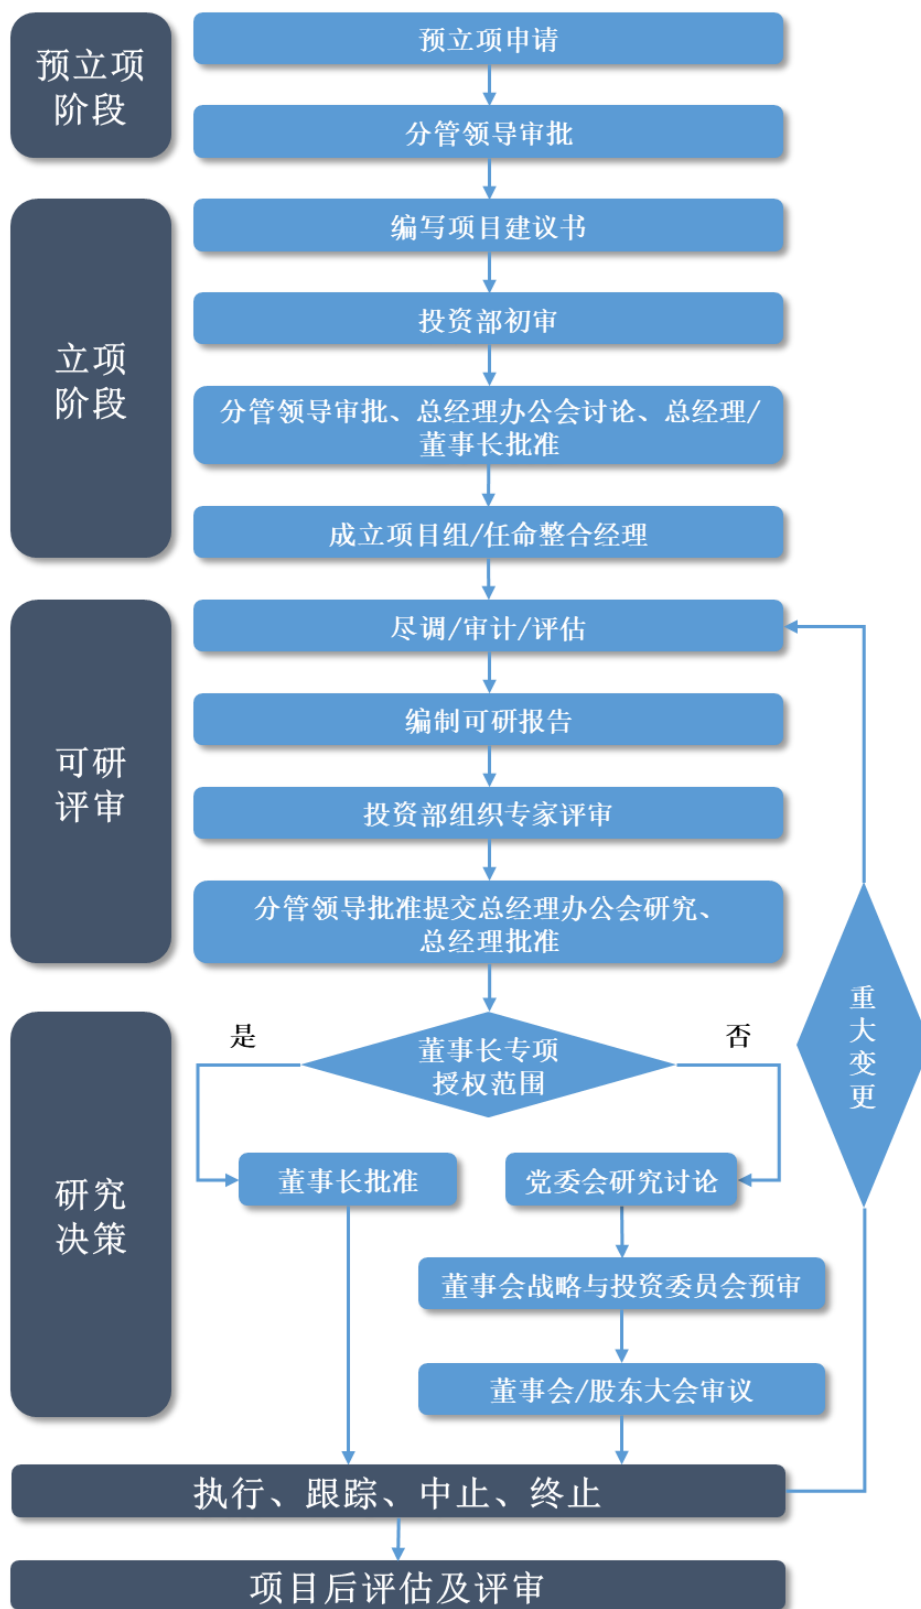 预立项
阶段
预立项申请
分管领导审批
立项
阶段
编写项目建议书
投资部初审
分管领导审批、总经理办公会讨论、总经理/
董事长批准
成立项目组/任命整合经理
可研
评审
尽调/审计/评估
编制可研报告
投资部组织专家评审
分管领导批准提交总经理办公会研究、
总经理批准
研究
决策
是
董事长专项
授权范围
否
重
大
变
更
董事长批准
党委会研究讨论
董事会战略与投资委员会预审
董事会/股东大会审议
执行、跟踪、中止、终止
项目后评估及评审